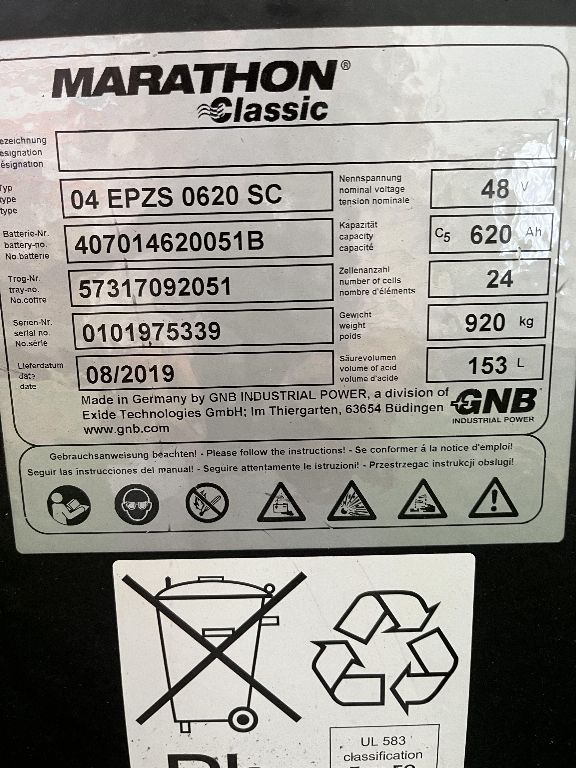 MARATHON®
Classic
ezeichnung
esignation
ésignation
Typ
type
type
04 EPZS 0620 SC
Nennspannung
nominal voltage
tension nominale
48 V
Batterie-Nr.
battery-no.
No.batterie
407014620051B
Kapazität
capacity
capacité
C5 620 Ah
Trog-Nr.
tray-no.
No.coffre
57317092051
Zellenanzahl
number of cells
nombre d'éléments
24
Serien-Nr.
serial no.
No.série
0101975339
Gewicht
weight
poids
920 kg
Lieferdatum
date
date
08/2019
Säurevolumen
volume of acid
volume d'acide
153 L
Made in Germany by GNB INDUSTRIAL POWER, a division of
Exide Technologies GmbH; Im Thiergarten, 63654 Büdingen
www.gnb.com
GNB
INDUSTRIAL POWER
Gebrauchsanweisung beachten! - Please follow the instructions! - Se conformer á la notice d'emploi!
Seguir las instrucciones del manual! - Seguire attentamente le istruzioni! - Przestrzegac instrukcji obslugi!
Pb
UL 583
classification